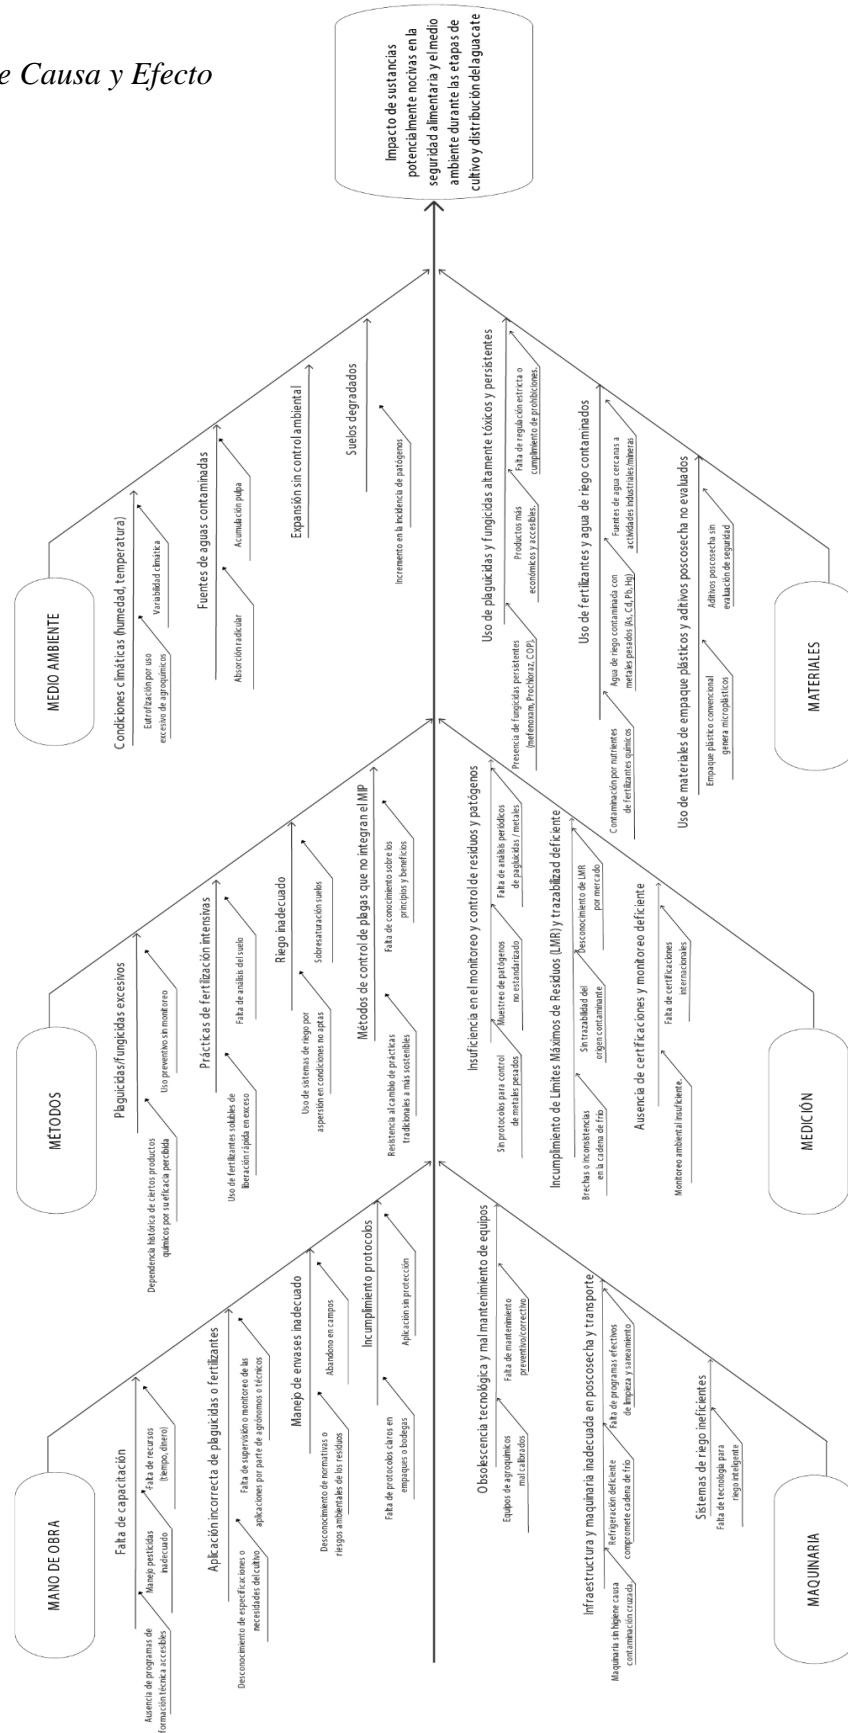 e Causa y Efecto
Impacto de sustancias
potencialmente nocivas en la
seguridad alimentaria y el medio
ambiente durante las etapas de
cultivo y distribución del aguacate
MANO DE OBRA
Falta de capacitación
Ausencia de programas de
formación técnica accesibles
Manejo pesticidas
inadecuado
Falta de recursos
(tiempo, dinero)
Aplicación incorrecta de plaguicidas o fertilizantes
Desconocimiento de especificaciones o
necesidades del cultivo
Falta de supervisión o monitoreo de las
aplicaciones por parte de agrónomos o técnicos
Manejo de envases inadecuado
Desconocimiento de normativas o
riesgos ambientales de los residuos
Abandono en campos
Incumplimiento protocolos
Falta de protocolos claros en
empaques o bodegas
Aplicación sin protección
MÉTODOS
Plaguicidas/fungicidas excesivos
Dependencia histórica de ciertos productos
químicos por su eficacia percibida
Uso preventivo sin monitoreo
Prácticas de fertilización intensivas
Uso de fertilizantes solubles de
liberación rápida en exceso
Falta de análisis del suelo
Riego inadecuado
Uso de sistemas de riego por
aspersión en condiciones no aptas
Sobresaturación suelos
Métodos de control de plagas que no integran el MIP
Resistencia al cambio de prácticas
tradicionales a más sostenibles
Falta de conocimiento sobre los
principios y beneficios
MEDIO AMBIENTE
Condiciones climáticas (humedad, temperatura)
Eutrofización por uso
excesivo de agroquímicos
Variabilidad climática
Fuentes de aguas contaminadas
Absorción radicular
Acumulación pulpa
Expansión sin control ambiental
Suelos degradados
Incremento en la incidencia de patógenos
Obsolescencia tecnológica y mal mantenimiento de equipos
Equipos de agroquímicos
mal calibrados
Falta de mantenimiento
preventivo/correctivo
Infraestructura y maquinaria inadecuada en poscosecha y transporte
Maquinaria sin higiene causa
contaminación cruzada
Refrigeración deficiente
compromete cadena de frío
Falta de programas efectivos
de limpieza y saneamiento
Sistemas de riego ineficientes
Falta de tecnología para
riego inteligente
MAQUINARIA
Insuficiencia en el monitoreo y control de residuos y patógenos
Sin protocolos para control
de metales pesados
Muestreo de patógenos
no estandarizado
Falta de análisis periódicos
de paglucidas / metales
Incumplimiento de Límites Máximos de Residuos (LMR) y trazabilizad deficiente
Brechas o inconsistencias
en la cadena de frío
Sin trazabilidad del
origen contaminante
Desconocimiento de LMR
por mercado
Ausencia de certificaciones y monitoreo deficiente
Monitoreo ambiental insuficiente.
Falta de certificaciones
internacionales
MEDICIÓN
Uso de plaguicidas y fungicidas altamente tóxicos y persistentes
Presencia de fungicidas persistentes
(mefenoxam, Prochloraz, COP).
Productos más
económicos y accesibles.
Falta de regulación estricta o
cumplimiento de prohibiciones.
Uso de fertilizantes y agua de riego contaminados
Contaminación por nutrientes
de fertilizantes químicos
Agua de riego contaminada con
metales pesados (As, Cd, Pb, Hg)
Fuentes de agua cercanas a
actividades industriales/mineras
Uso de materiales de empaque plásticos y aditivos poscosecha no evaluados
Empaque plástico convencional
genera microplásticos
Aditivos poscosecha sin
evaluación de seguridad
MATERIALES